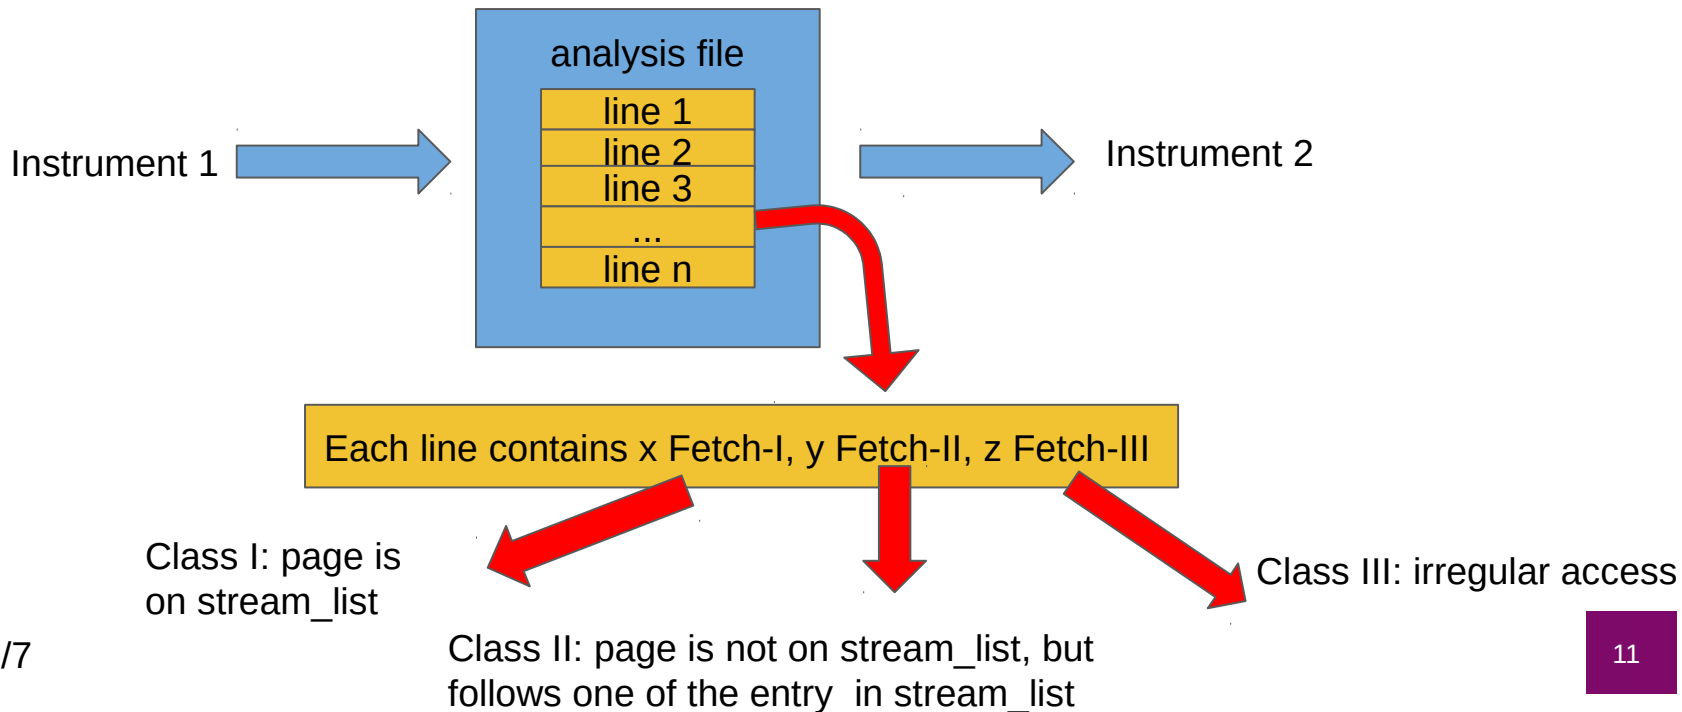 analysis file
line 1
line 2
line 3
...
line n
Instrument 1
Instrument 2
Each line contains x Fetch-I, y Fetch-II, z Fetch-III
Class I: page is
on stream_list
Class II: page is not on stream_list, but
follows one of the entry in stream_list
Class III: irregular access
/7
11